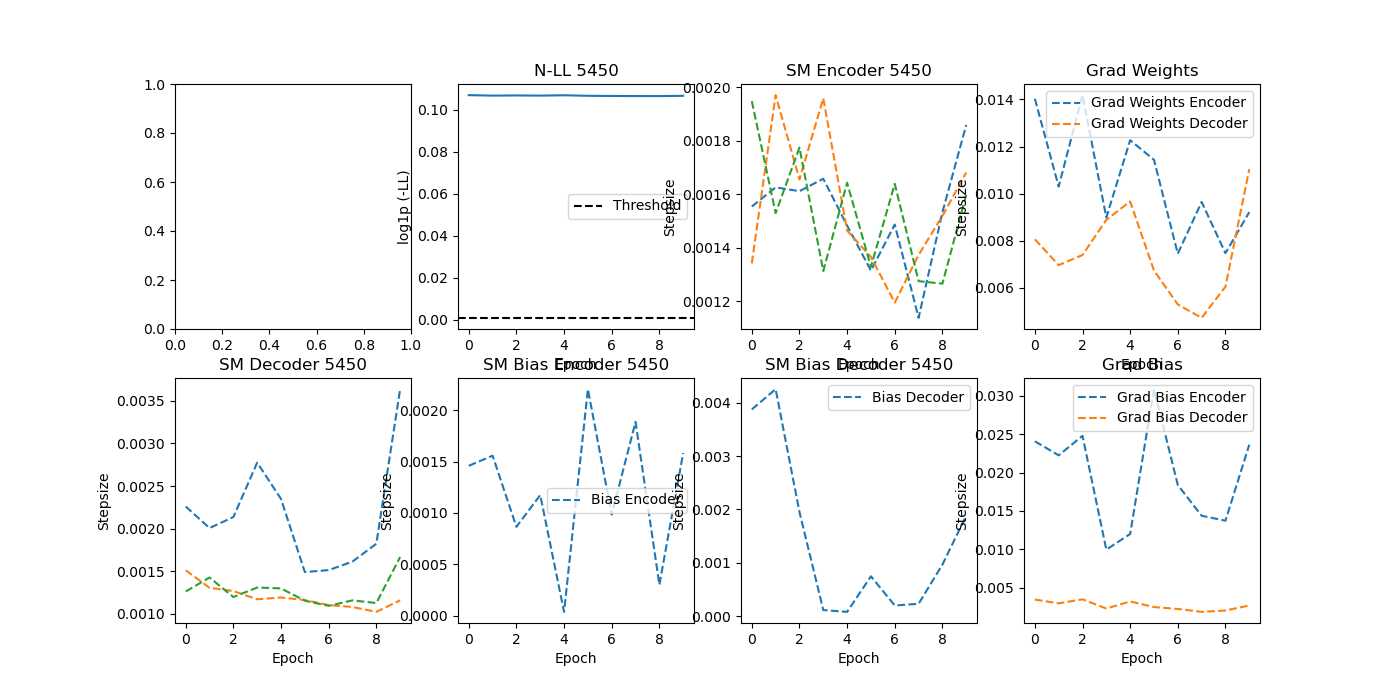 N-LL 5450
SM Encoder 5450
Grad Weights
1.0
0.8
0.6
0.4
0.2
0.0
0.0 0.2 0.4 0.6 0.8 1.0
log1p (-LL)
0.10
0.08
0.06
0.04
0.02
0.00
Threshold
0 2 4 6 8
Epoch
Stepsize
0.0020
0.0018
0.0016
0.0014
0.0012
0 2 4 6 8
Epoch
Stepsize
0.014
0.012
0.010
0.008
0.006
Grad Weights Encoder
Grad Weights Decoder
0 2 4 6 8
Epoch
SM Decoder 5450
SM Bias Encoder 5450
SM Bias Decoder 5450
Grad Bias
Stepsize
0.0035
0.0030
0.0025
0.0020
0.0015
0.0010
0 2 4 6 8
Epoch
Stepsize
0.0020
0.0015
0.0010
0.0005
0.0000
Bias Encoder
0 2 4 6 8
Epoch
Stepsize
0.004
0.003
0.002
0.001
0.000
Bias Decoder
0 2 4 6 8
Epoch
Stepsize
0.030
0.025
0.020
0.015
0.010
0.005
Grad Bias Encoder
Grad Bias Decoder
0 2 4 6 8
Epoch